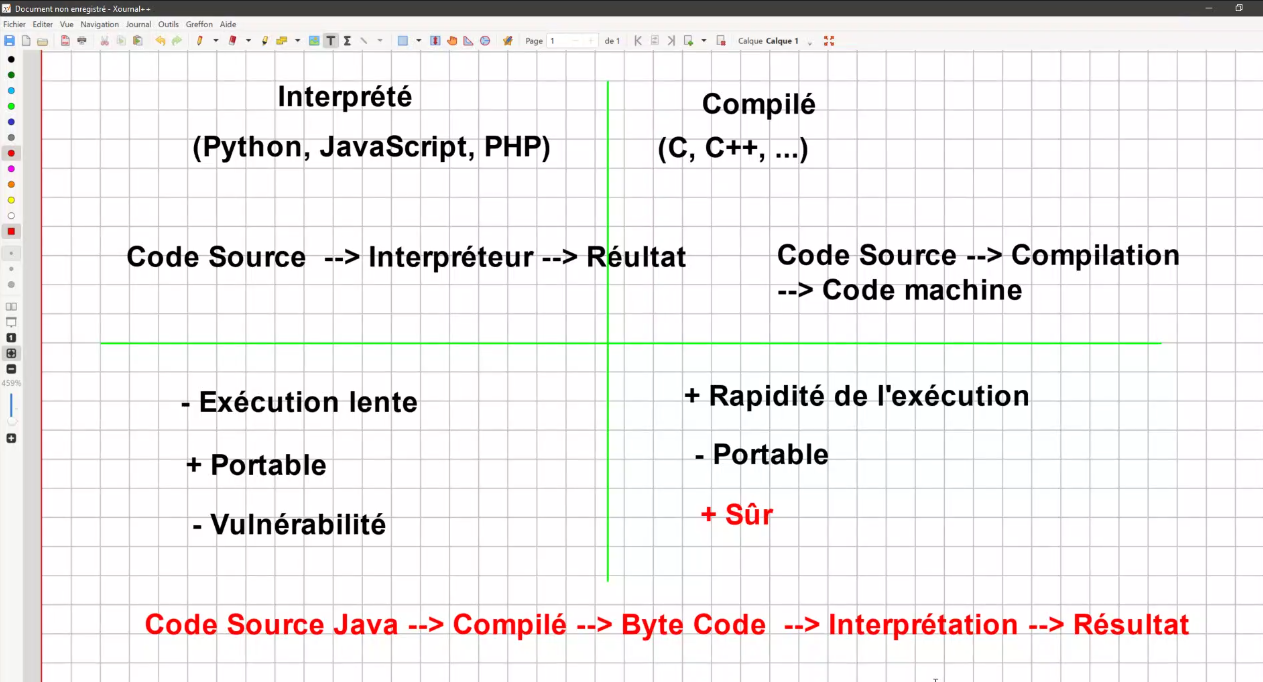 Document non enregistré - Xournal++
Fichier Editer Vue Navigation Journal Outils Greffon Aide
Page 1 de 1 Calque Calque 1
Interprété
(Python, JavaScript, PHP)
Compilé
(C, C++, ...)
Code Source --> Interpréteur --> Réultat
Code Source --> Compilation
--> Code machine
459%
- Exécution lente
+ Portable
- Vulnérabilité
+ Rapidité de l'exécution
- Portable
+ Sûr
Code Source Java --> Compilé --> Byte Code --> Interprétation --> Résultat